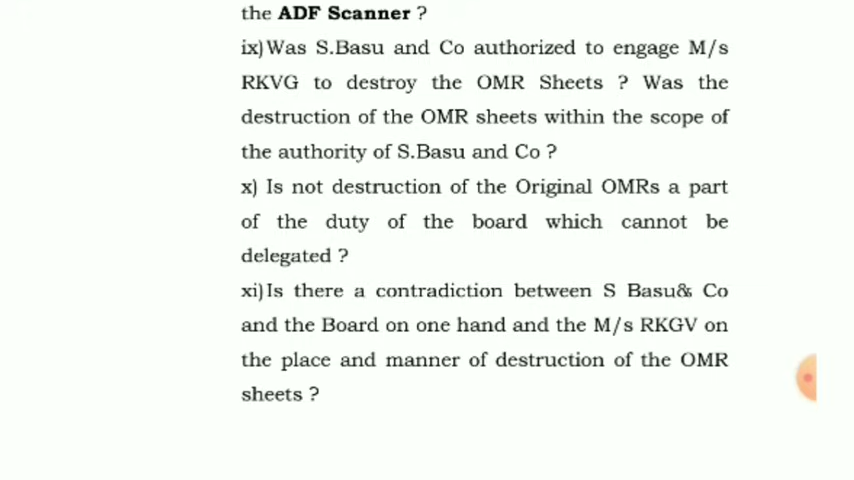 the ADF Scanner ?
ix)Was S.Basu and Co authorized to engage M/s
RKVG to destroy the OMR Sheets ? Was the
destruction of the OMR sheets within the scope of
the authority of S.Basu and Co ?
x) Is not destruction of the Original OMRs a part
of the duty of the board which cannot be
delegated ?
xi)Is there a contradiction between S Basu& Co
and the Board on one hand and the M/s RKGV on
the place and manner of destruction of the OMR
sheets ?